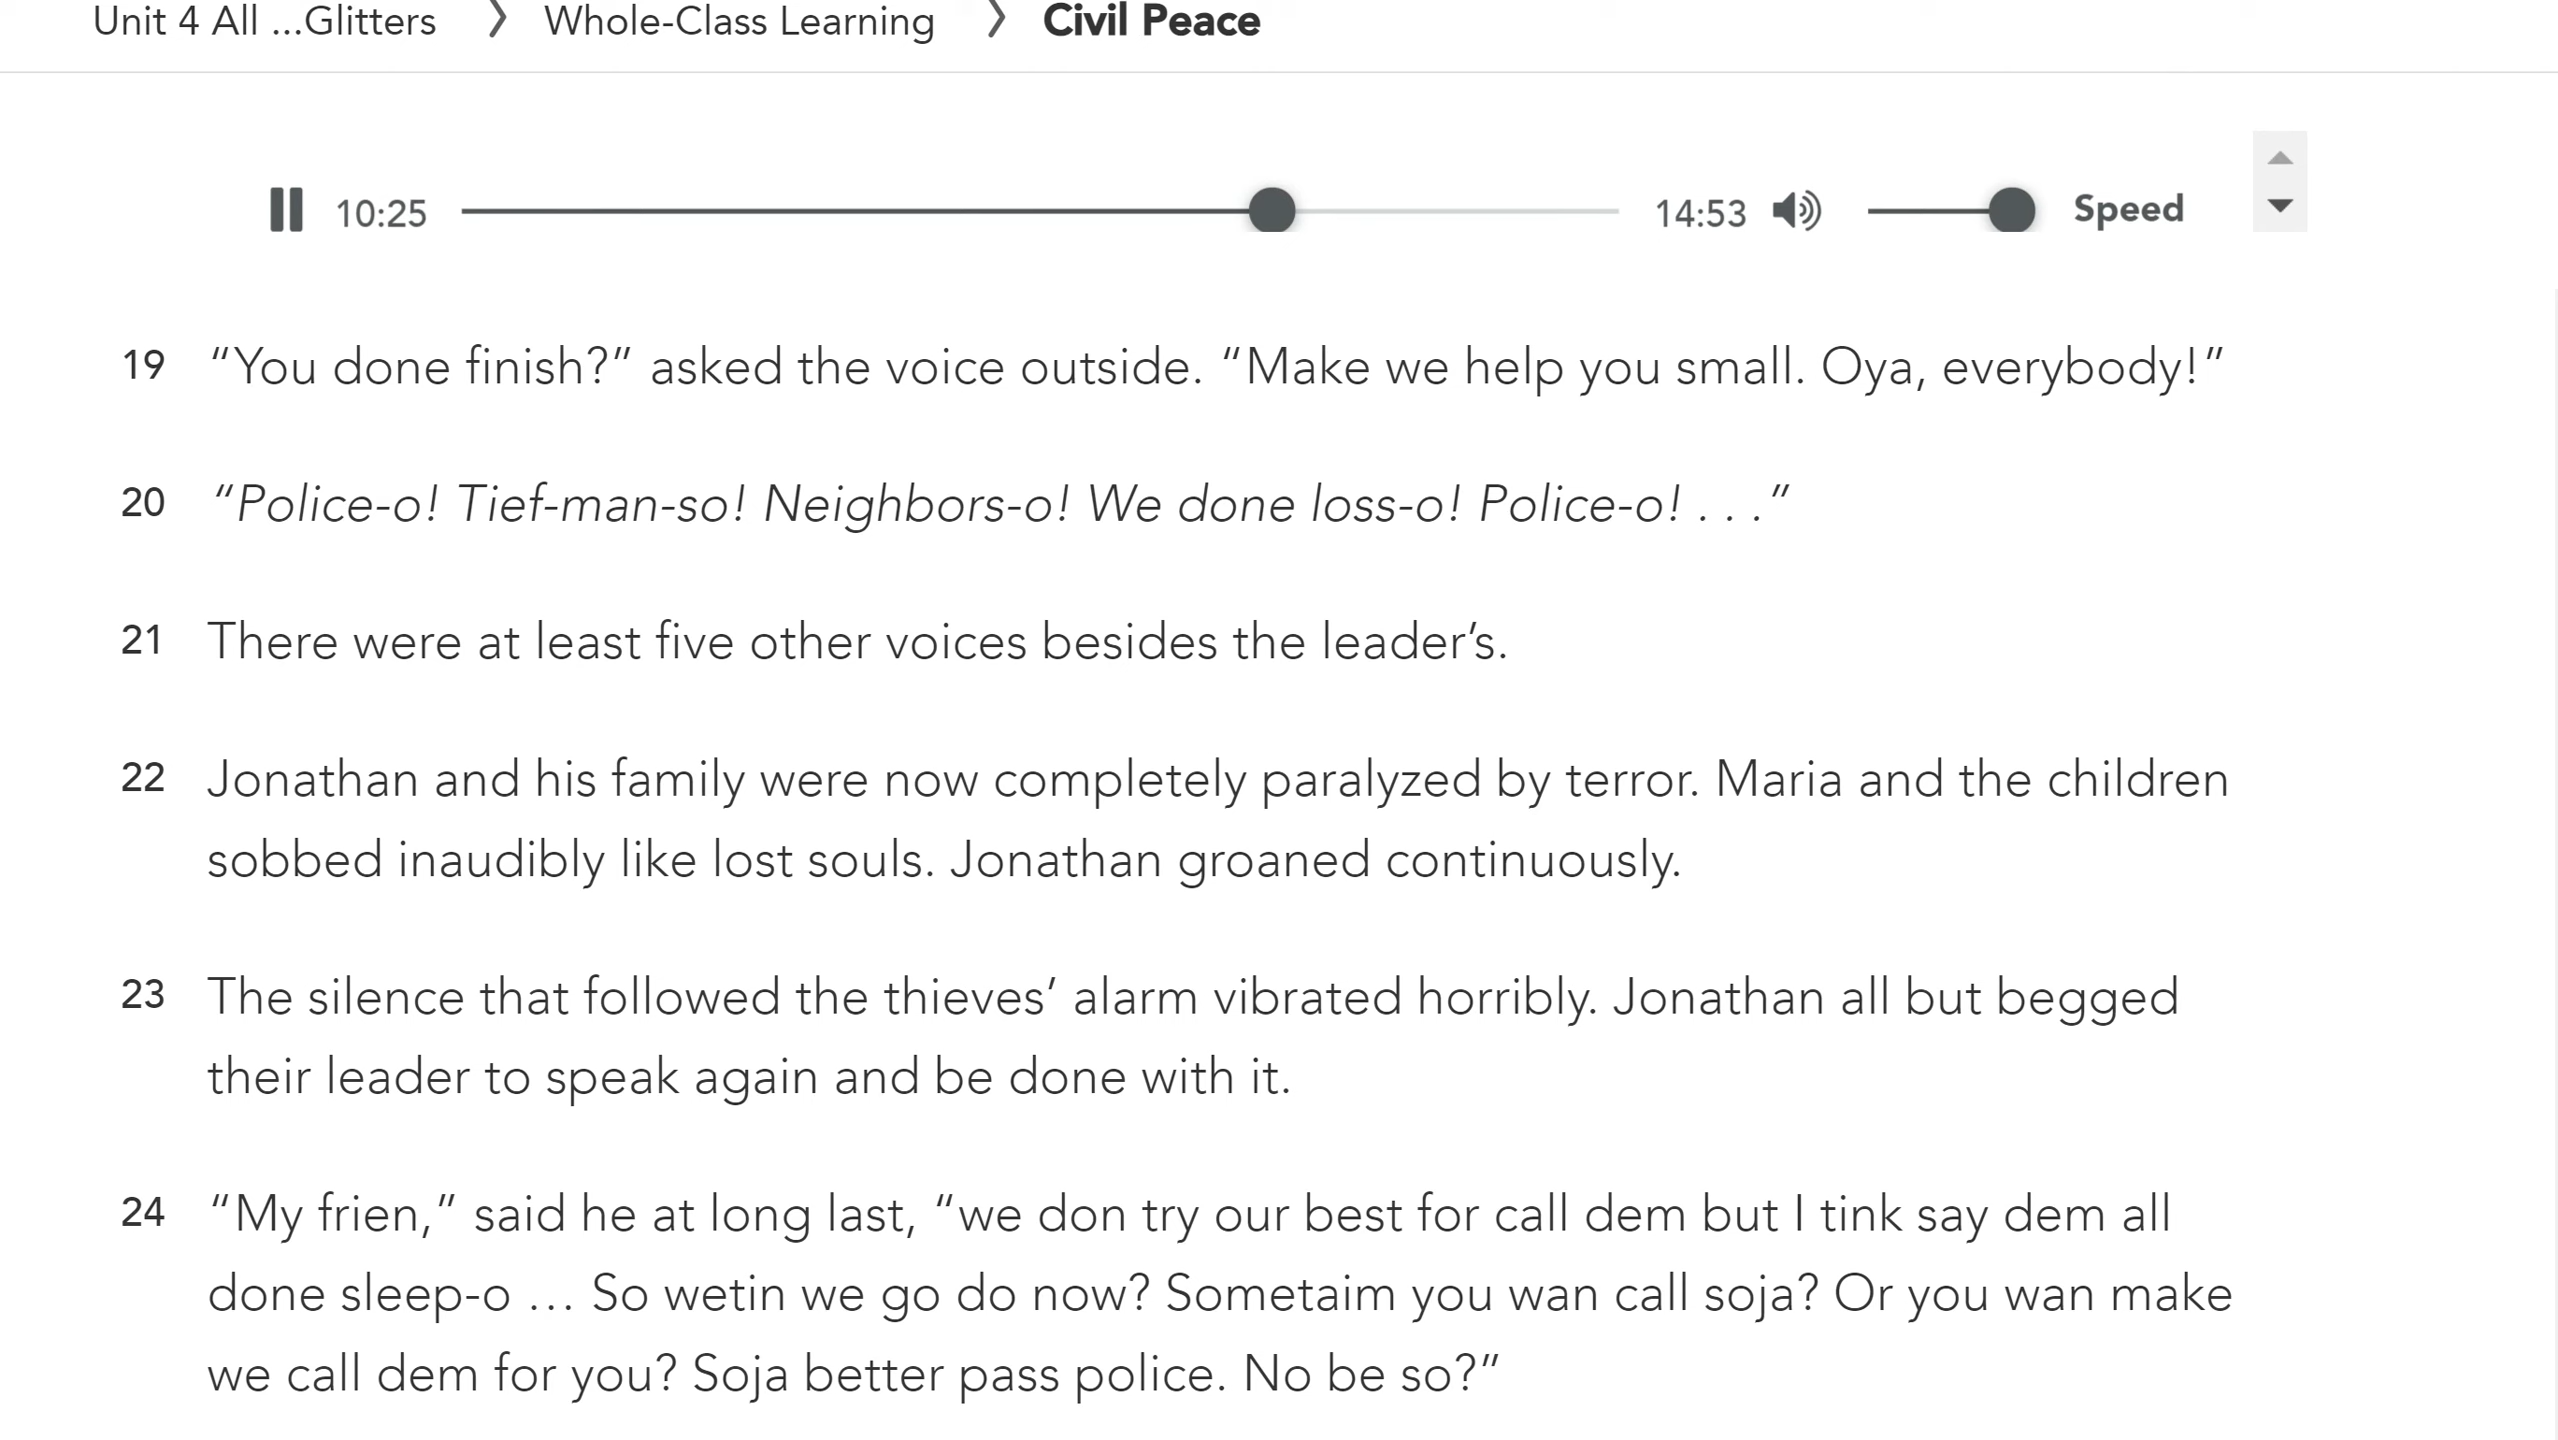 Unit 4 All ...Glitters > Whole-Class Learning > Civil Peace
10:25 14:53 Speed
19 “You done finish?” asked the voice outside. “Make we help you small. Oya, everybody!”
20 “Police-o! Tief-man-so! Neighbors-o! We done loss-o! Police-o! . . .”
21 There were at least five other voices besides the leader’s.
22 Jonathan and his family were now completely paralyzed by terror. Maria and the children
sobbed inaudibly like lost souls. Jonathan groaned continuously.
23 The silence that followed the thieves’ alarm vibrated horribly. Jonathan all but begged
their leader to speak again and be done with it.
24 “My frien,” said he at long last, “we don try our best for call dem but I tink say dem all
done sleep-o … So wetin we go do now? Sometaim you wan call soja? Or you wan make
we call dem for you? Soja better pass police. No be so?”